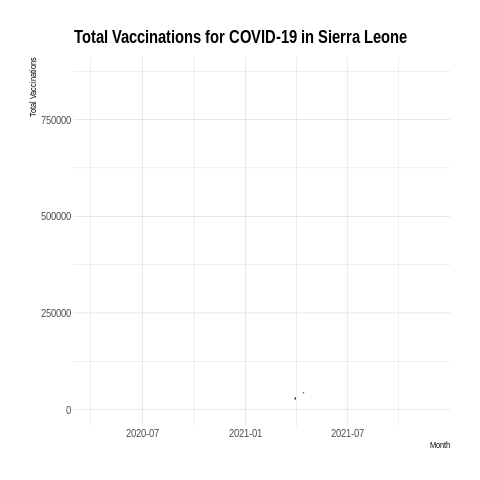 Total Vaccinations for COVID-19 in Sierra Leone
Total Vaccinations
750000
500000
250000
0
2020-07
2021-01
2021-07
Month